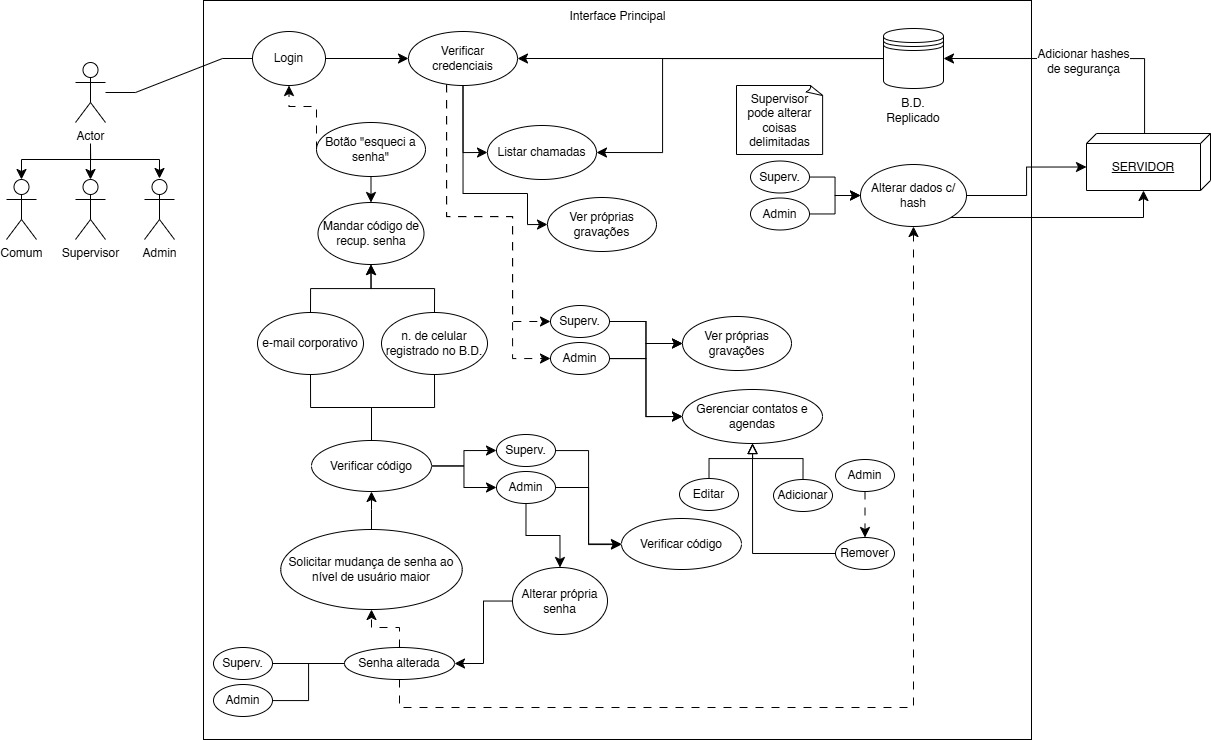 Interface Principal
Login
Verificar
credenciais
Adicionar hashes
de segurança
B.D.
Replicado
Supervisor
pode alterar
coisas
delimitadas
Actor
Botão "esqueci a
senha"
Listar chamadas
SERVIDOR
Superv.
Admin
Alterar dados c/
hash
Comum
Supervisor
Admin
Mandar código de
recup. senha
Ver próprias
gravações
e-mail corporativo
n. de celular
registrado no B.D.
Superv.
Admin
Ver próprias
gravações
Gerenciar contatos e
agendas
Verificar código
Superv.
Admin
Editar
Adicionar
Admin
Verificar código
Remover
Solicitar mudança de senha ao
nível de usuário maior
Alterar própria
senha
Superv.
Admin
Senha alterada